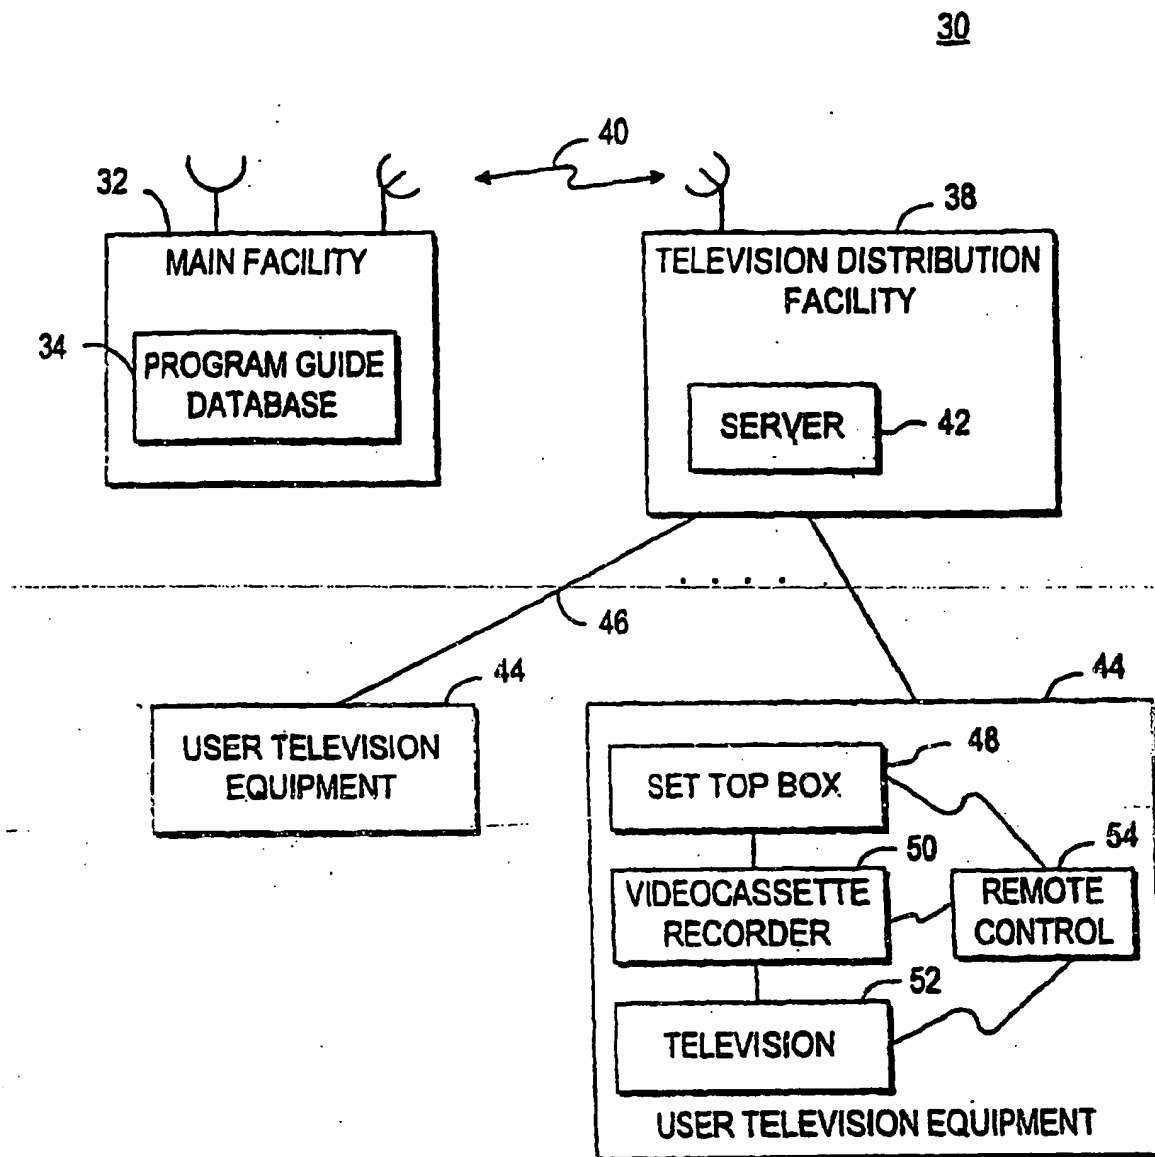 30
40
32
38
MAIN FACILITY
TELEVISION DISTRIBUTION
FACILITY
34
PROGRAM GUIDE
DATABASE
SERVER
42
46
44
44
USER TELEVISION
EQUIPMENT
SET TOP BOX
48
50
54
VIDEOCASSETTE
RECORDER
REMOTE
CONTROL
52
TELEVISION
USER TELEVISION EQUIPMENT